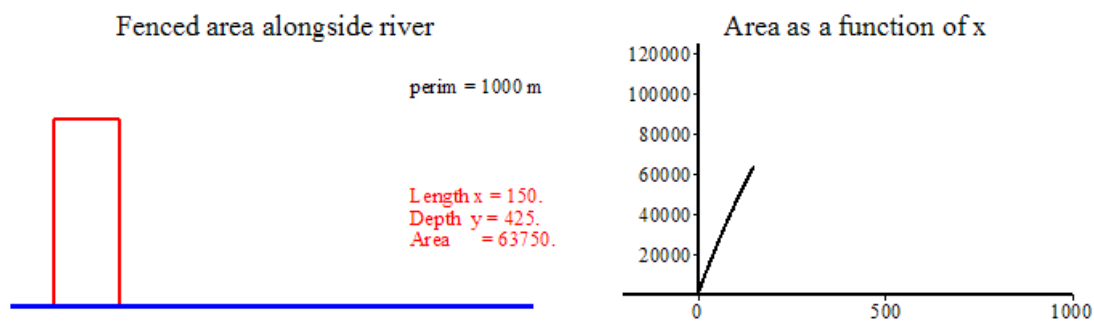 Fenced area alongside river
perim = 1000 m
Length x = 150.
Depth y = 425.
Area = 63750.
Area as a function of x
120000
100000
80000
60000
40000
20000
0 500 1000